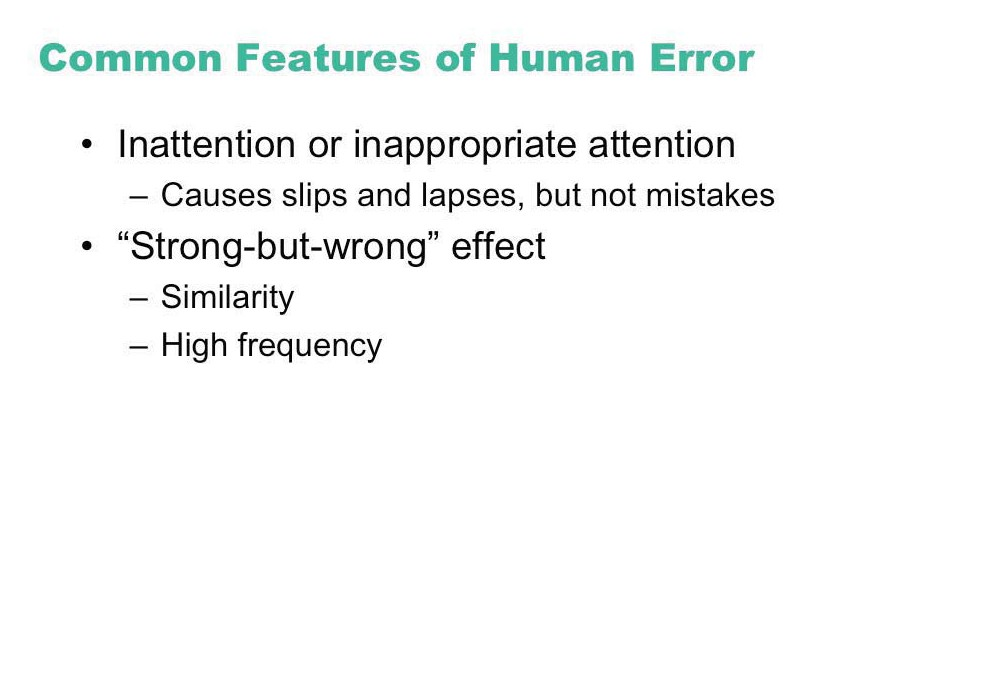 Common Features of Human Error
• Inattention or inappropriate attention
– Causes slips and lapses, but not mistakes
• “Strong-but-wrong” effect
– Similarity
– High frequency